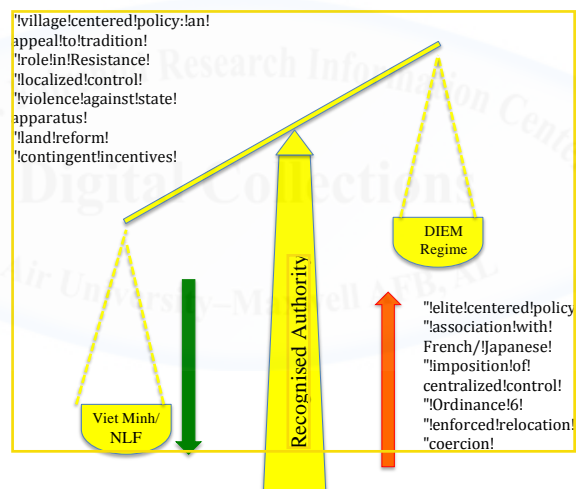 "!village!centered!policy:!an!
appeal!to!tradition!
"!role!in!Resistance!
"!localized!control!
"!violence!against!state!
apparatus!
"!land!reform!
"!contingent!incentives!
Research Information Center
Digital Collections
Air University–Maxwell AFB, AL
DIEM
Regime
Recognised Authority
"!elite!centered!policy
"!association!with!
French/!Japanese!
"!imposition!of!
centralized!control!
"!Ordinance!6!
"!enforced!relocation!
"coercion!
Viet Minh/
NLF